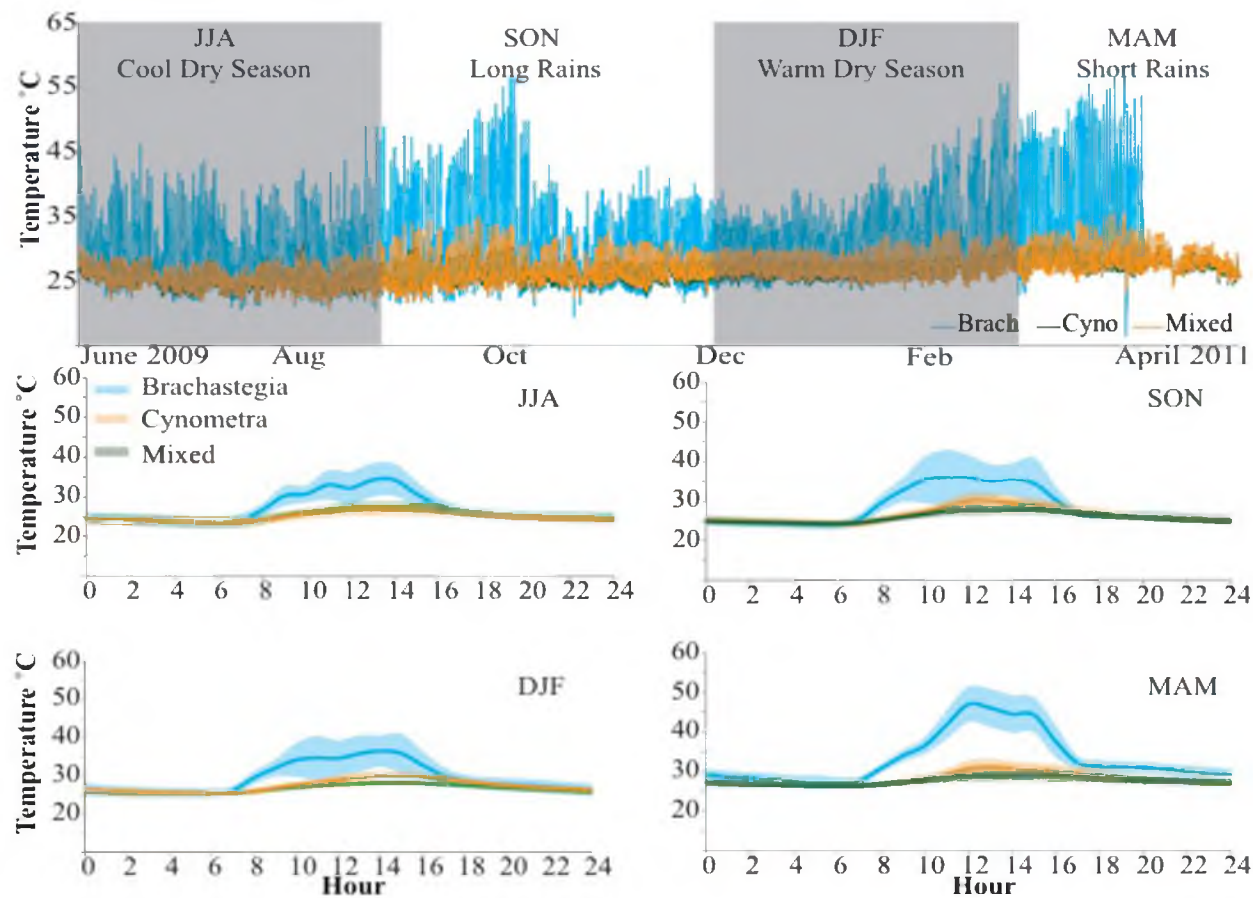 65
55
45
35
25
Temperature °C
JJA
Cool Dry Season
SON
Long Rains
DJF
Warm Dry Season
MAM
Short Rains
Brach Cyno Mixed
June 2009 Aug Oct Dec Feb April 2011
60
50
40
30
20
Temperature °C
Brachastegia
Cynometra
Mixed
JJA
0 2 4 6 8 10 12 14 16 18 20 22 24
60
50
40
30
20
SON
0 2 4 6 8 10 12 14 16 18 20 22 24
60
50
40
30
20
Temperature °C
DJF
0 2 4 6 8 10 12 14 16 18 20 22 24
Hour
60
50
40
30
20
MAM
0 2 4 6 8 10 12 14 16 18 20 22 24
Hour